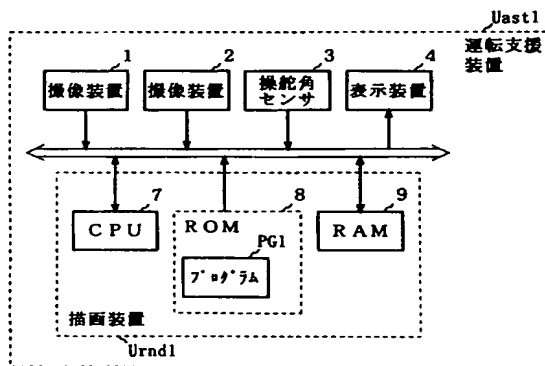 Uast1
運転支援
装置
1
2
3
4
撮像装置
撮像装置
操舵角
センサ
表示装置
7
8
9
CPU
ROM
RAM
PG1
プログラム
描画装置
Urnd1